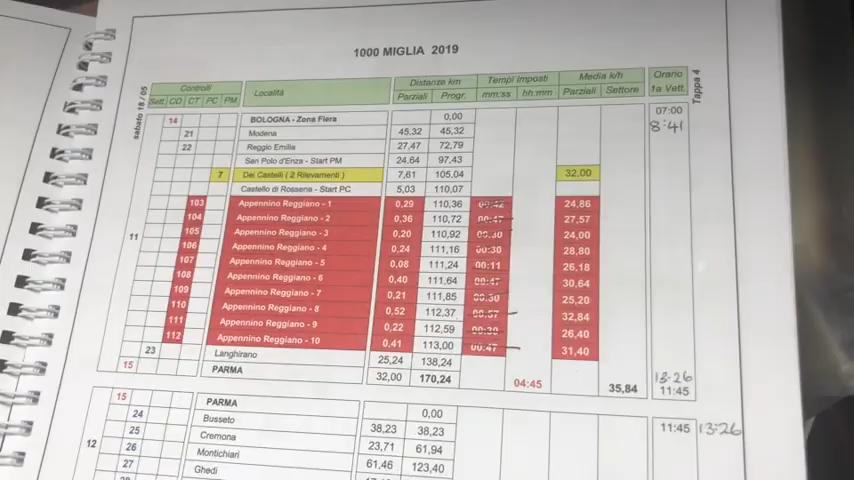 1000 MIGLIA 2019
Controlli Località Distanze km Tempi imposti Media k/h Orario
Sett. CO CT PC PM Parziali Progr. mm:ss hh:mm Parziali Settore 1a Vett.
Tappa 4
sabato 18 / 05
14 BOLOGNA - Zona Fiera 0,00 07:00
8:41
21 Modena 45,32 45,32
22 Reggio Emilia 27,47 72,79
San Polo d'Enza - Start PM 24,64 97,43
7 Dei Castelli ( 2 Rilevamenti ) 7,61 105,04 32,00
Castello di Rossena - Start PC 5,03 110,07
103 Appennino Reggiano - 1 0,29 110,36 00:42 24,86
104 Appennino Reggiano - 2 0,36 110,72 00:47 27,57
105 Appennino Reggiano - 3 0,20 110,92 00:30 24,00
106 Appennino Reggiano - 4 0,24 111,16 00:30 28,80
107 Appennino Reggiano - 5 0,08 111,24 00:11 26,18
108 Appennino Reggiano - 6 0,40 111,64 00:47 30,64
109 Appennino Reggiano - 7 0,21 111,85 00:30 25,20
110 Appennino Reggiano - 8 0,52 112,37 00:57 32,84
111 Appennino Reggiano - 9 0,22 112,59 00:30 26,40
112 Appennino Reggiano - 10 0,41 113,00 00:47 31,40
11
23 Langhirano 25,24 138,24
13·26
15 PARMA 32,00 170,24 04:45 35,84 11:45
15 PARMA 0,00 11:45 13·26
24 Busseto 38,23 38,23
25 Cremona 23,71 61,94
12
26 Montichiari 61,46 123,40
27 Ghedi